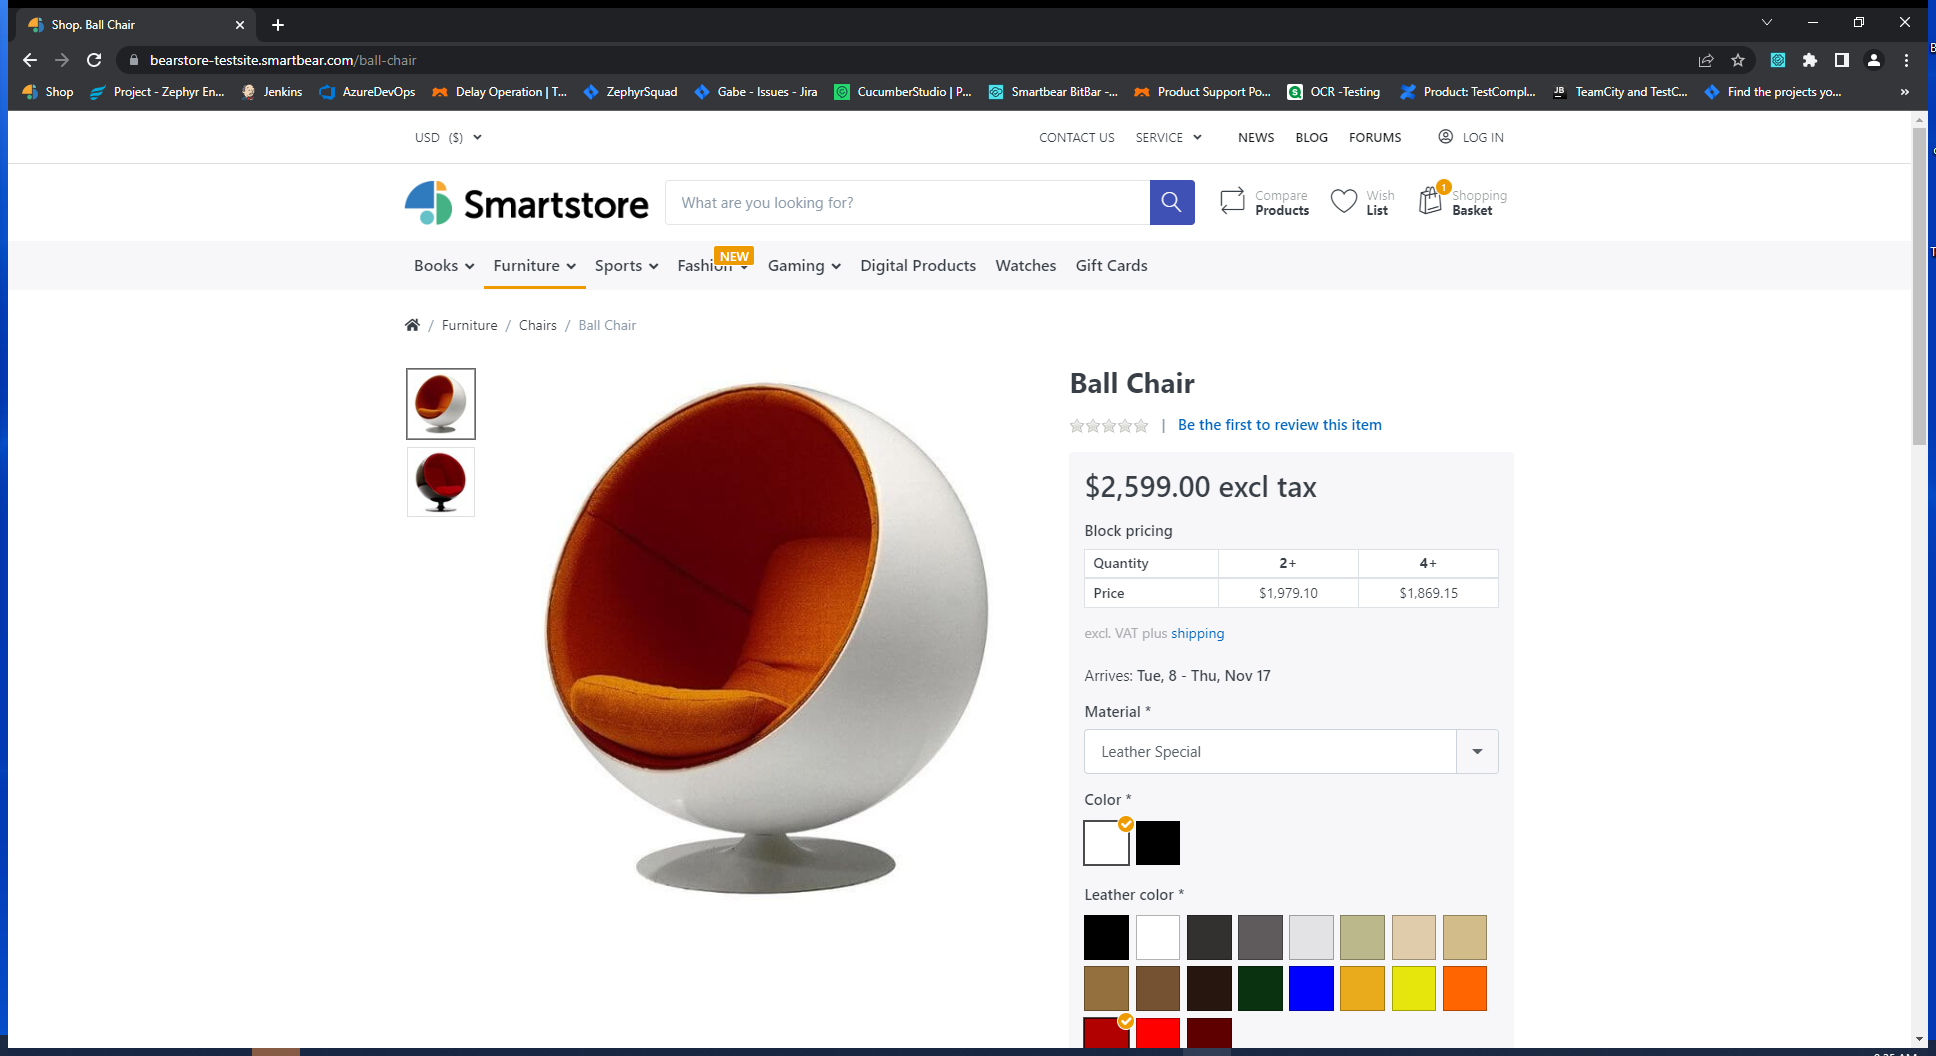 Shop. Ball Chair
bearstore-testsite.smartbear.com/ball-chair
Shop
Project - Zephyr En...
Jenkins
AzureDevOps
Delay Operation | T...
ZephyrSquad
Gabe - Issues - Jira
CucumberStudio | P...
Smartbear BitBar -...
Product Support Po...
OCR -Testing
Product: TestCompl...
TeamCity and TestC...
Find the projects yo...
»
USD ($)
CONTACT US
SERVICE
NEWS
BLOG
FORUMS
LOG IN
Smartstore
What are you looking for?
Compare
Products
Wish
List
1
Shopping
Basket
Books
Furniture
Sports
Fashion
NEW
Gaming
Digital Products
Watches
Gift Cards
/ Furniture / Chairs / Ball Chair
Ball Chair
| Be the first to review this item
$2,599.00 excl tax
Block pricing
Quantity 2+ 4+
Price $1,979.10 $1,869.15
excl. VAT plus shipping
Arrives: Tue, 8 - Thu, Nov 17
Material *
Leather Special
Color *
Leather color *